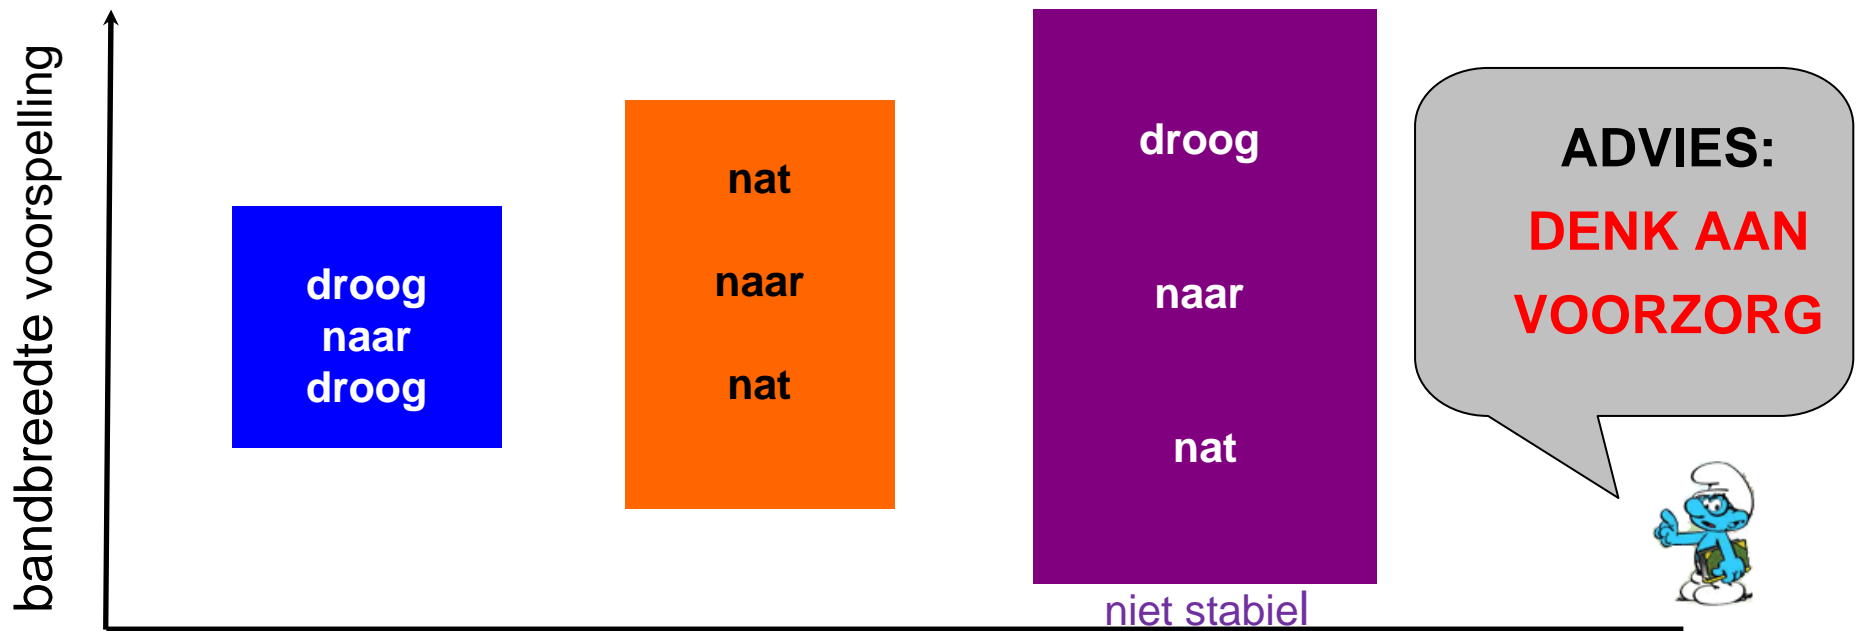 bandbreedte voorspelling
droog
naar
droog
nat
naar
nat
droog
naar
nat
niet stabiel
ADVIES:
DENK AAN
VOORZORG